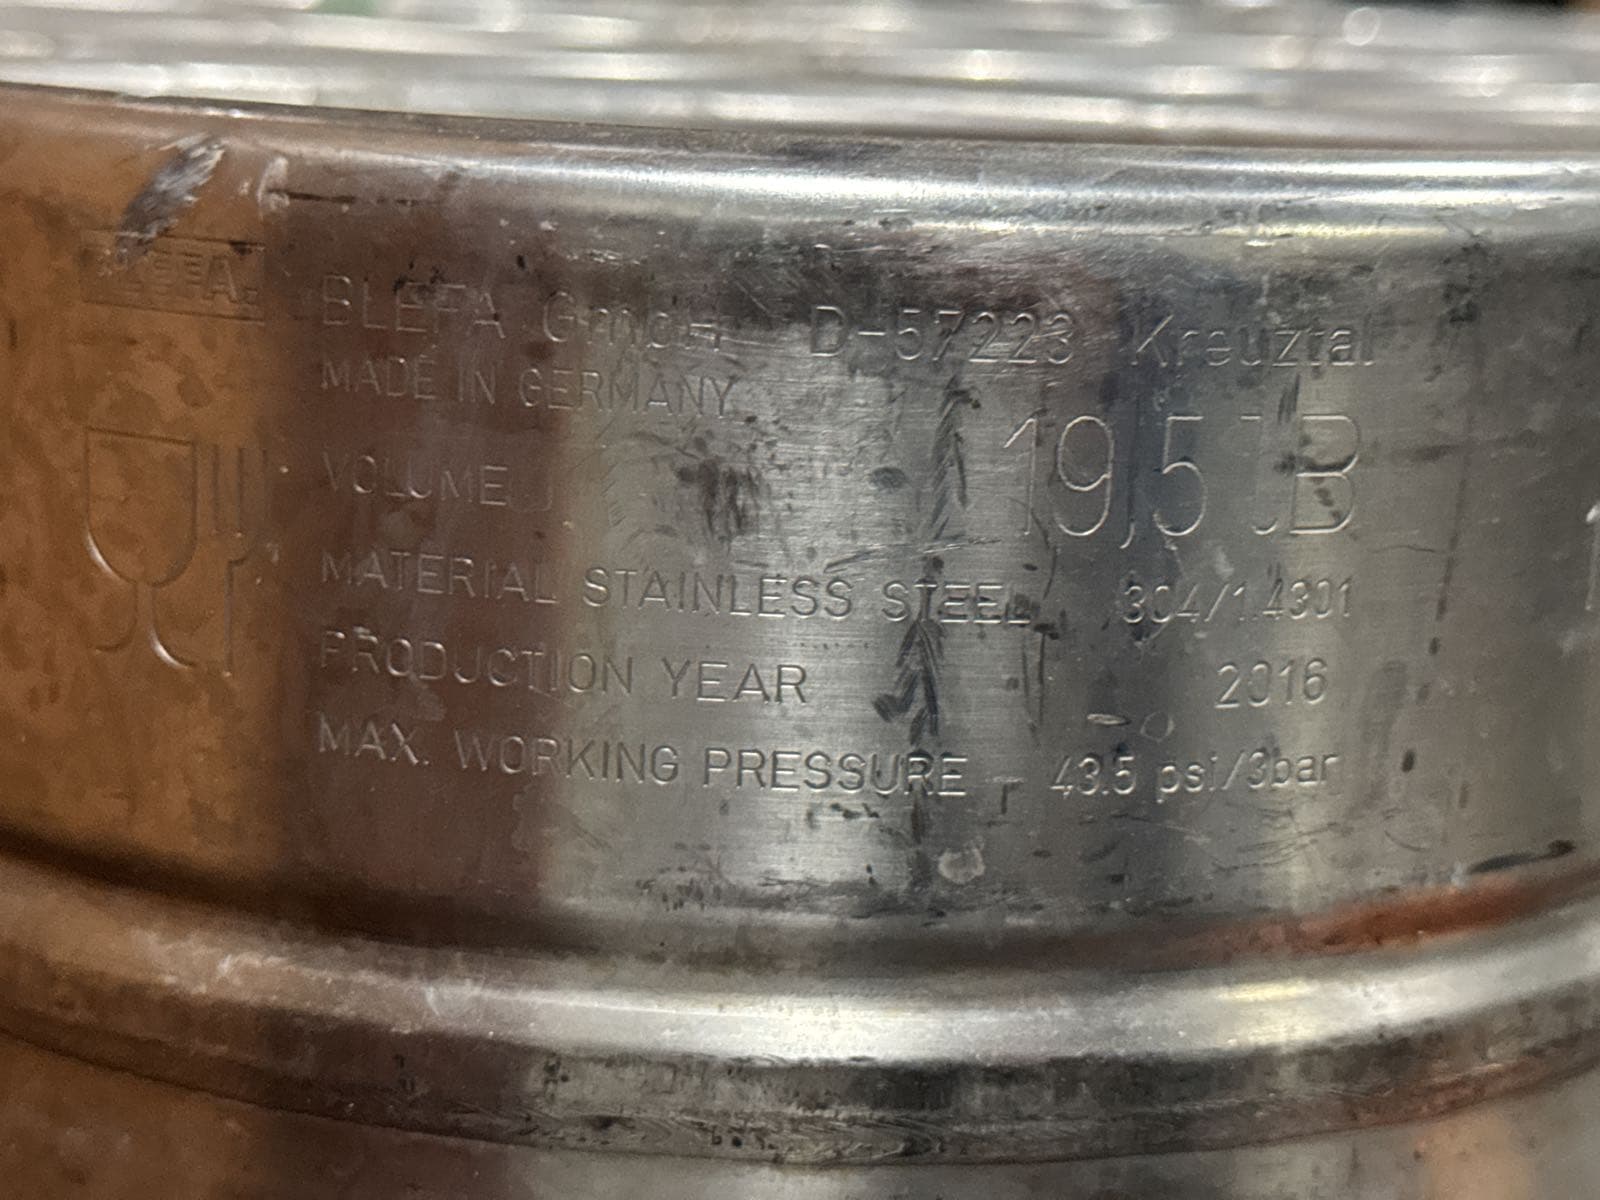 BLEFA GmbH D-57223 Kreuztal
MADE IN GERMANY
VOLUME 19,5 LB
MATERIAL STAINLESS STEEL 304/1.4301
PRODUCTION YEAR 2016
MAX. WORKING PRESSURE 43.5 psi/3bar